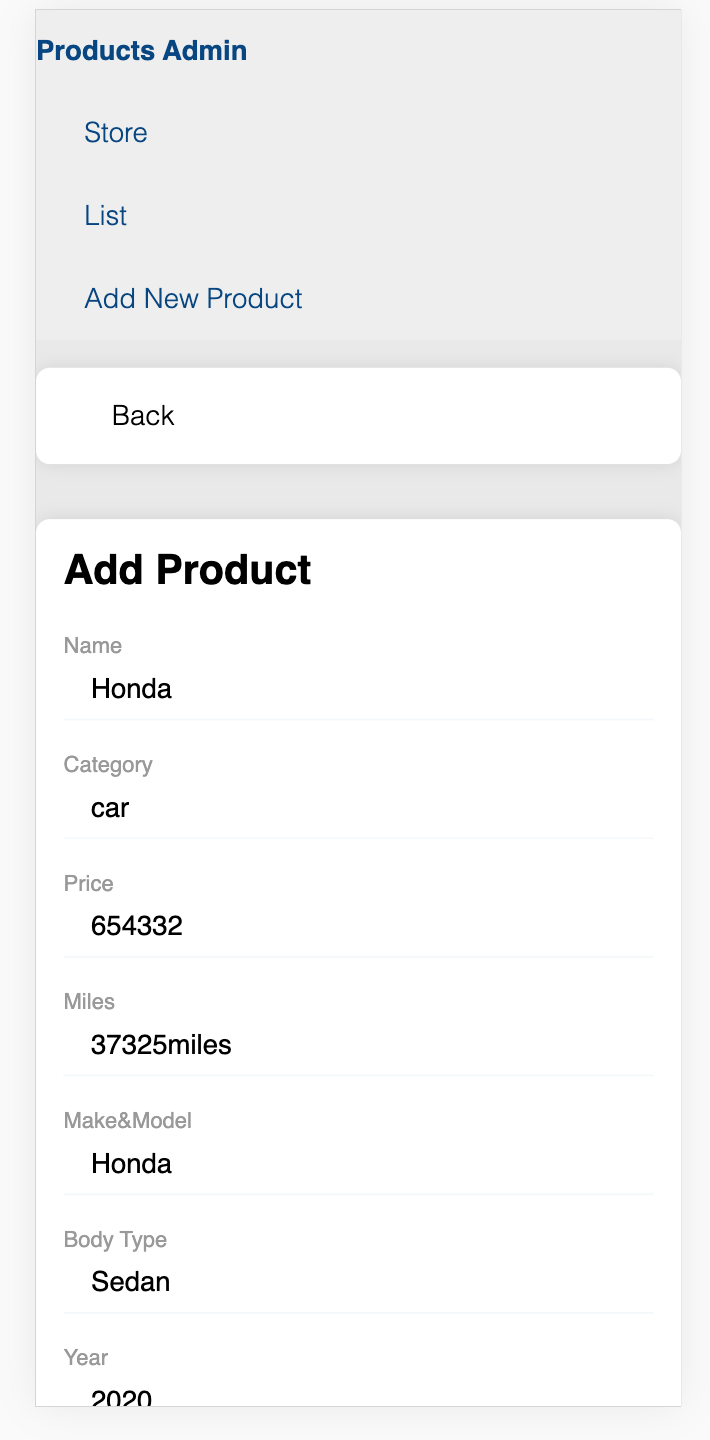 Products Admin
Store
List
Add New Product
Back
Add Product
Name
Honda
Category
car
Price
654332
Miles
37325miles
Make&Model
Honda
Body Type
Sedan
Year
2020